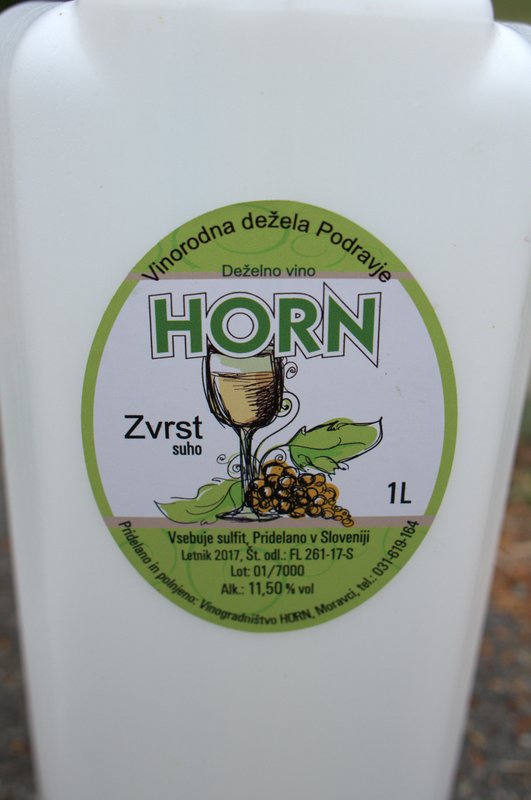 Vinorodna dežela Podravje
Deželno vino
HORN
Zvrst
suho
1L
Vsebuje sulfit, Pridelano v Sloveniji
Letnik 2017, Št. odl.: FL 261-17-S
Lot: 01/7000
Alk.: 11,50 % vol
Pridelano in polnjeno: Vinogradništvo HORN, Moravci, tel.: 031-619-164